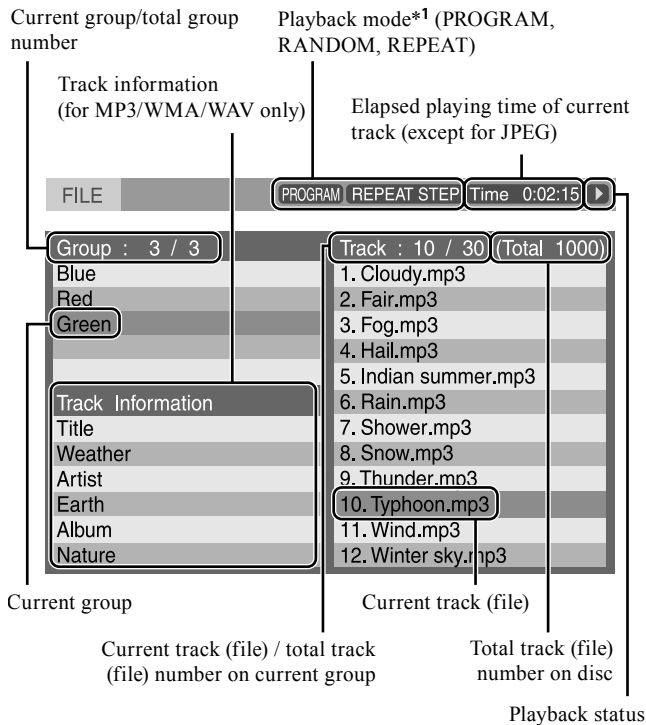 Current group/total group
number
Playback mode*1 (PROGRAM,
RANDOM, REPEAT)
Track information
(for MP3/WMA/WAV only)
Elapsed playing time of current
track (except for JPEG)
FILE
PROGRAM REPEAT STEP Time 0:02:15
Group : 3 / 3
Blue
Red
Green
Track Information
Title
Weather
Artist
Earth
Album
Nature
Track : 10 / 30 (Total 1000)
1. Cloudy.mp3
2. Fair.mp3
3. Fog.mp3
4. Hail.mp3
5. Indian summer.mp3
6. Rain.mp3
7. Shower.mp3
8. Snow.mp3
9. Thunder.mp3
10. Typhoon.mp3
11. Wind.mp3
12. Winter sky.mp3
Current group
Current track (file)
Current track (file) / total track
(file) number on current group
Total track (file)
number on disc
Playback status